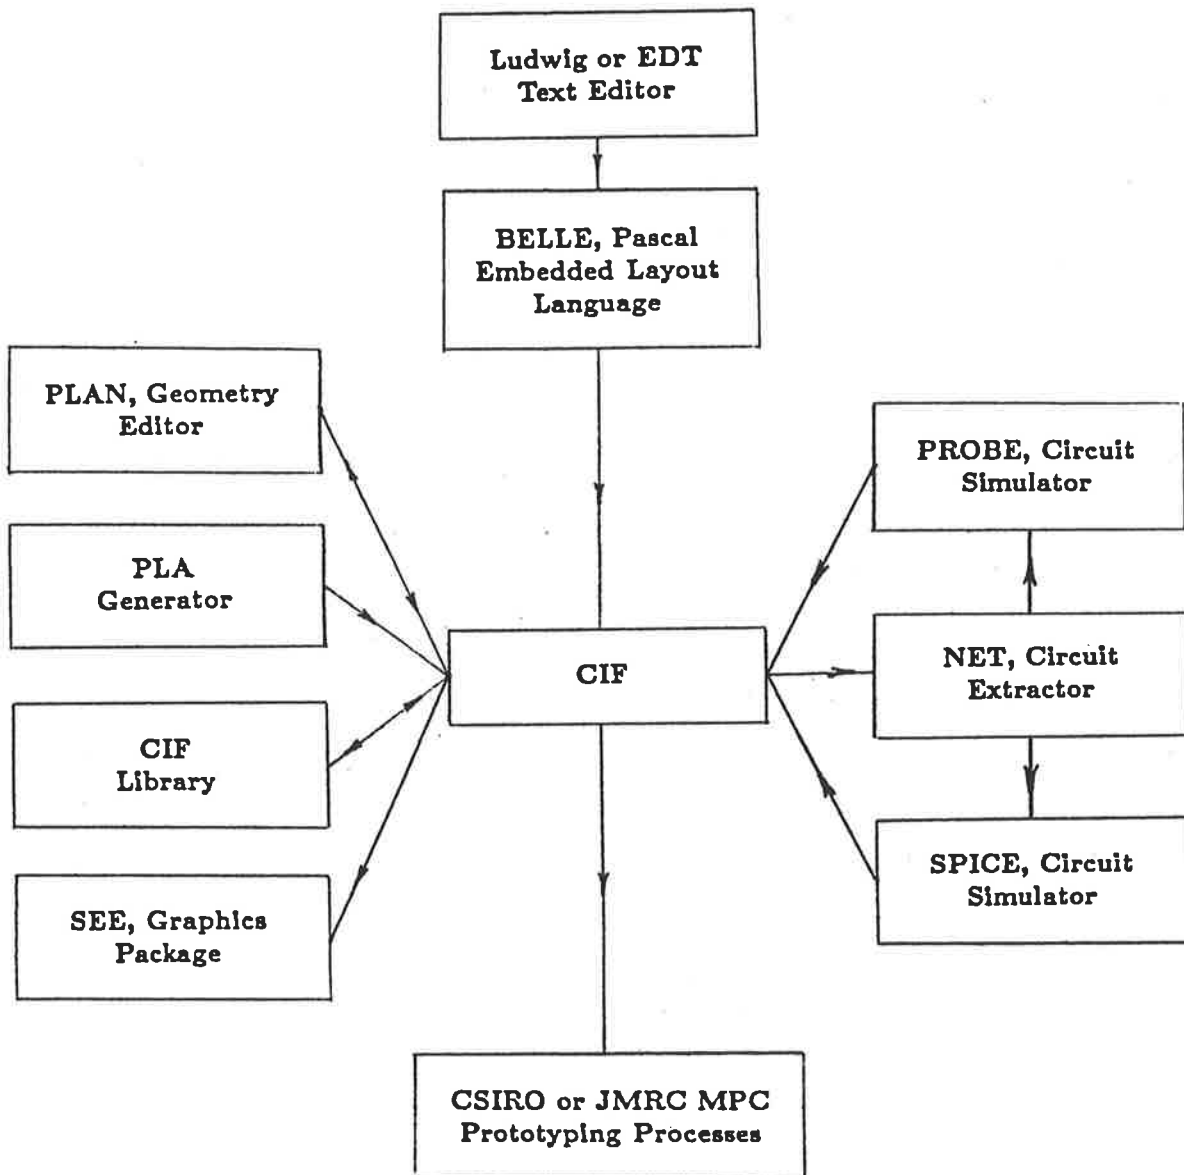 Ludwig or EDT
Text Editor
BELLE, Pascal
Embedded Layout
Language
PLAN, Geometry
Editor
PROBE, Circuit
Simulator
PLA
Generator
CIF
NET, Circuit
Extractor
CIF
Library
SPICE, Circuit
Simulator
SEE, Graphics
Package
CSIRO or JMRC MPC
Prototyping Processes